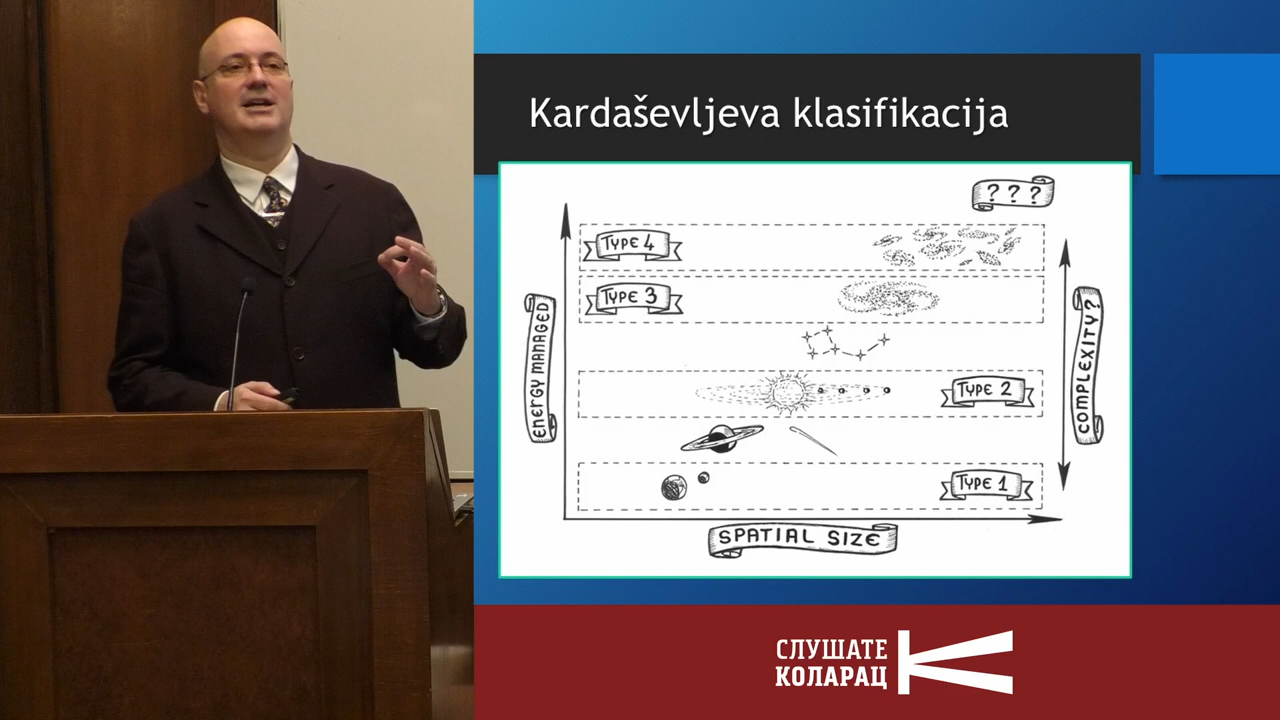 Kardaševljeva klasifikacija
? ? ?
TYPE 4
TYPE 3
ENERGY MANAGED
COMPLEXITY?
TYPE 2
TYPE 1
SPATIAL SIZE
СЛУШАТЕ
КОЛАРАЦ